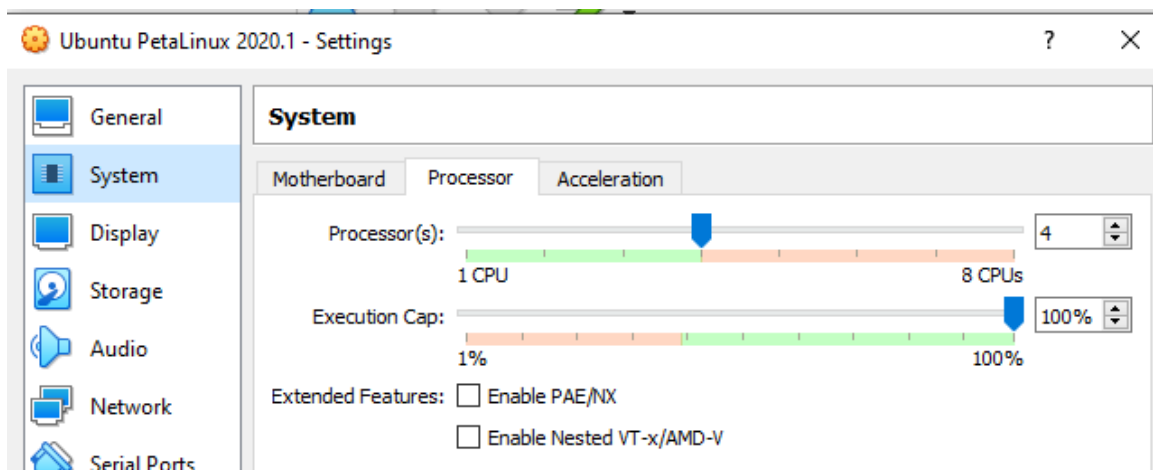 Ubuntu PetaLinux 2020.1 - Settings ? ×
General
System
Display
Storage
Audio
Network
Serial Ports
System
Motherboard Processor Acceleration
Processor(s): 4
1 CPU 8 CPUs
Execution Cap: 100%
1% 100%
Extended Features: Enable PAE/NX
Enable Nested VT-x/AMD-V